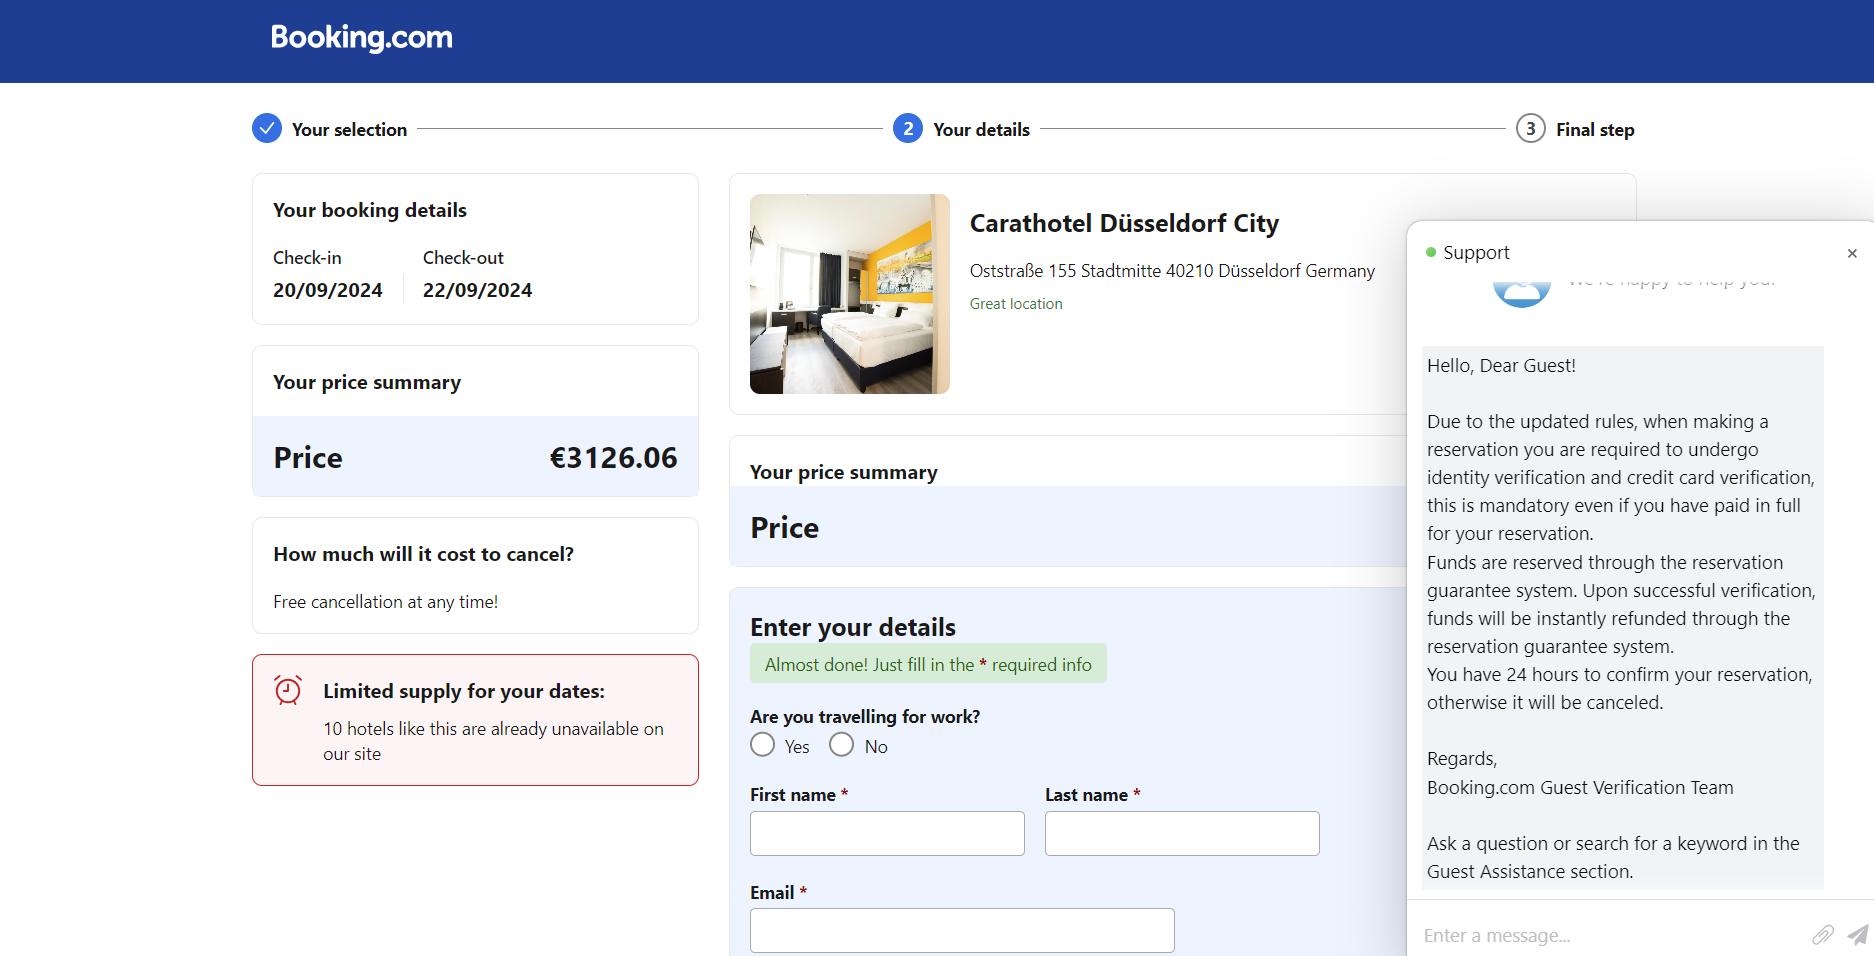 Booking.com
Your selection
2 Your details
3 Final step
Your booking details
Check-in
20/09/2024
Check-out
22/09/2024
Your price summary
Price €3126.06
How much will it cost to cancel?
Free cancellation at any time!
Limited supply for your dates:
10 hotels like this are already unavailable on
our site
Carathotel Düsseldorf City
Oststraße 155 Stadtmitte 40210 Düsseldorf Germany
Great location
Your price summary
Price
Enter your details
Almost done! Just fill in the * required info
Are you travelling for work?
Yes No
First name *
Last name *
Email *
Support ×
We're happy to help you!
Hello, Dear Guest!
Due to the updated rules, when making a
reservation you are required to undergo
identity verification and credit card verification,
this is mandatory even if you have paid in full
for your reservation.
Funds are reserved through the reservation
guarantee system. Upon successful verification,
funds will be instantly refunded through the
reservation guarantee system.
You have 24 hours to confirm your reservation,
otherwise it will be canceled.
Regards,
Booking.com Guest Verification Team
Ask a question or search for a keyword in the
Guest Assistance section.
Enter a message...